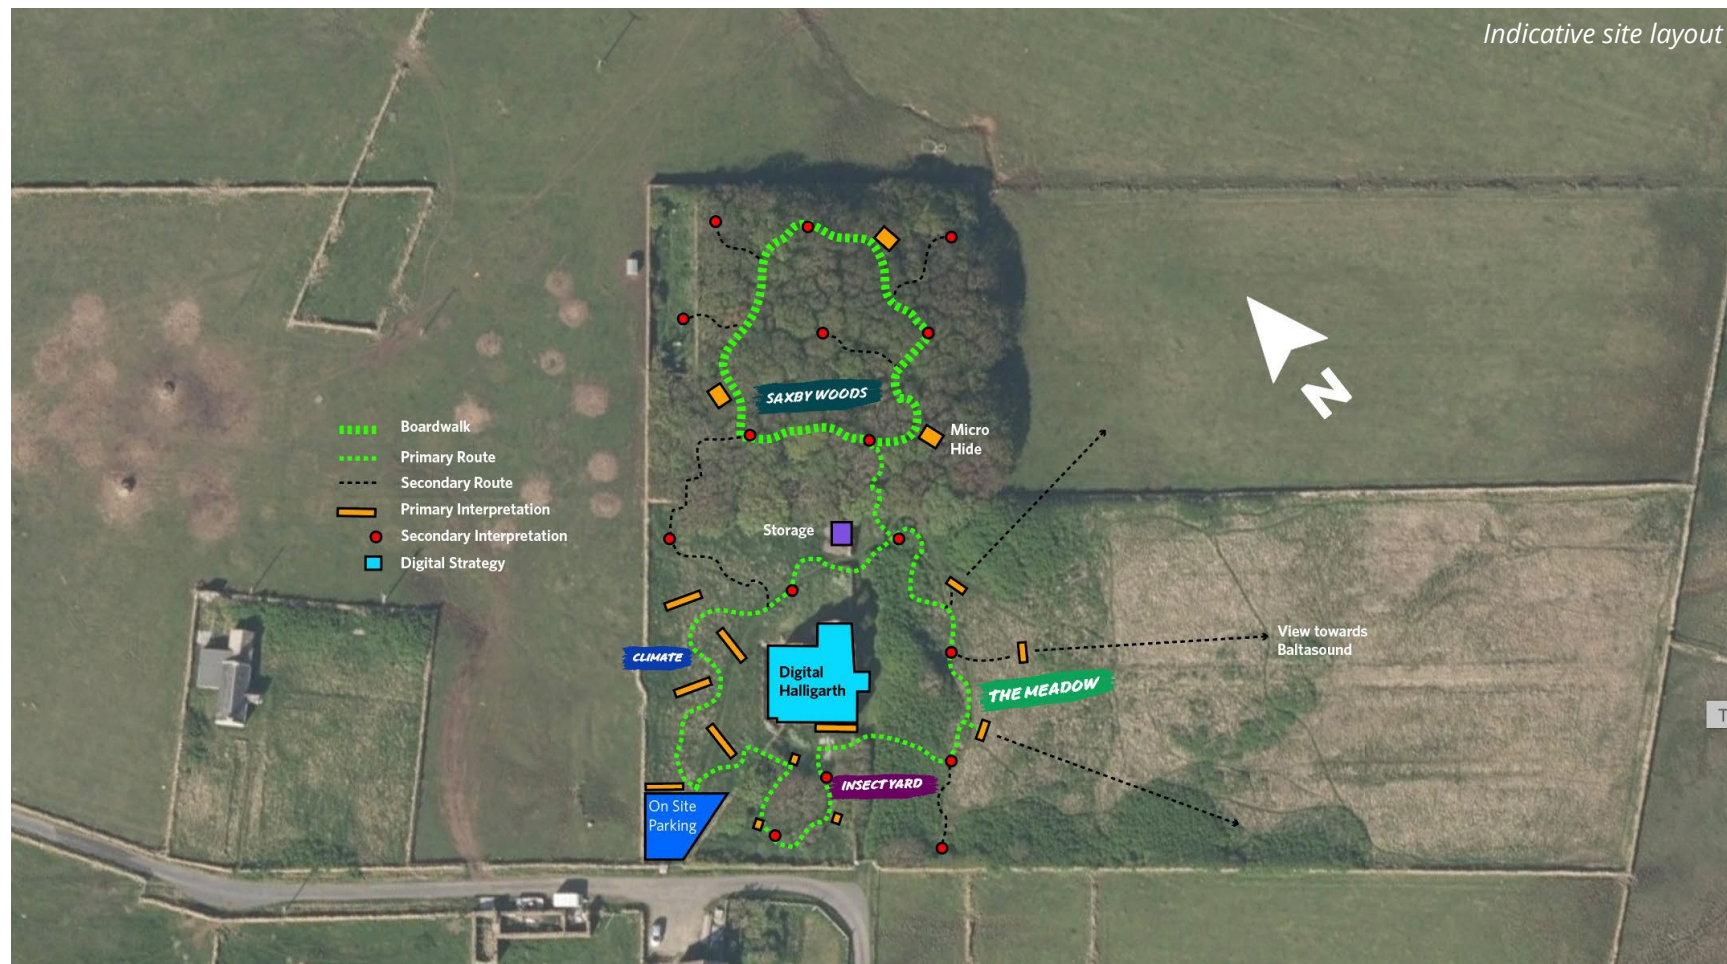 Indicative site layout
SAXBY WOODS
Micro
Hide
Boardwalk
Primary Route
Secondary Route
Primary Interpretation
Secondary Interpretation
Digital Strategy
N
Storage
CLIMATE
Digital
Halligarth
View towards
Baltasound
THE MEADOW
INSECT YARD
On Site
Parking
T